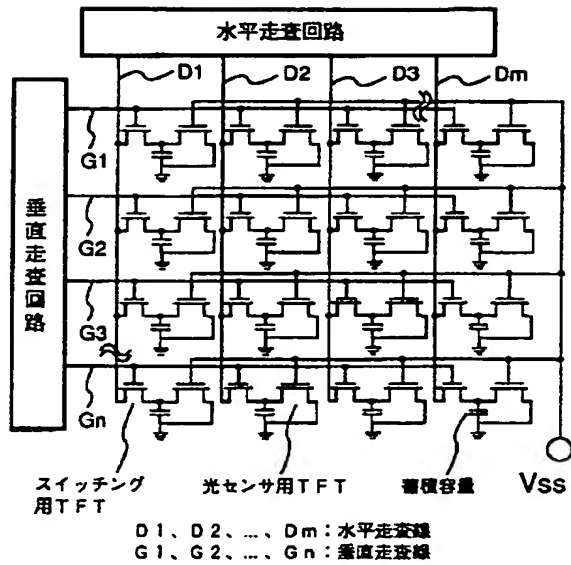 水平走査回路
D1
D2
D3
Dm
垂直走査回路
G1
G2
G3
Gn
スイッチング
用TFT
光センサ用TFT
蓄積容量
Vss
D1、D2、…、Dm：水平走査線
G1、G2、…、Gn：垂直走査線